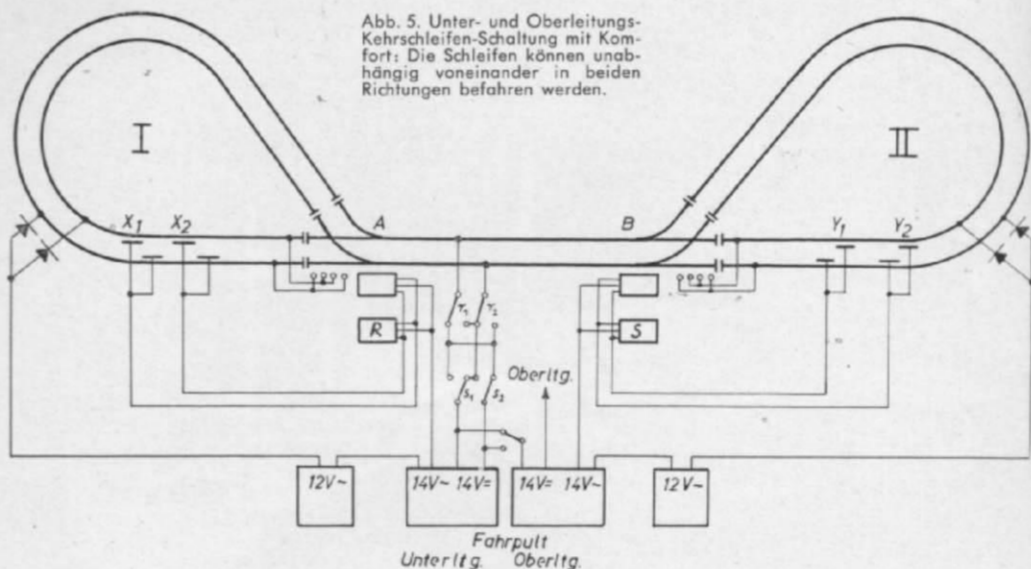 Abb. 5. Unter- und Oberleitungs-
Kehrschleifen-Schaltung mit Kom-
fort: Die Schleifen können unab-
hängig voneinander in beiden
Richtungen befahren werden.
I
II
X1 X2
A
B
Y1 Y2
r1 r2
R
S
Oberltg.
s1 s2
12V~
14V~ 14V=
14V= 14V~
12V~
Fahrpult
Unterltg. Oberltg.